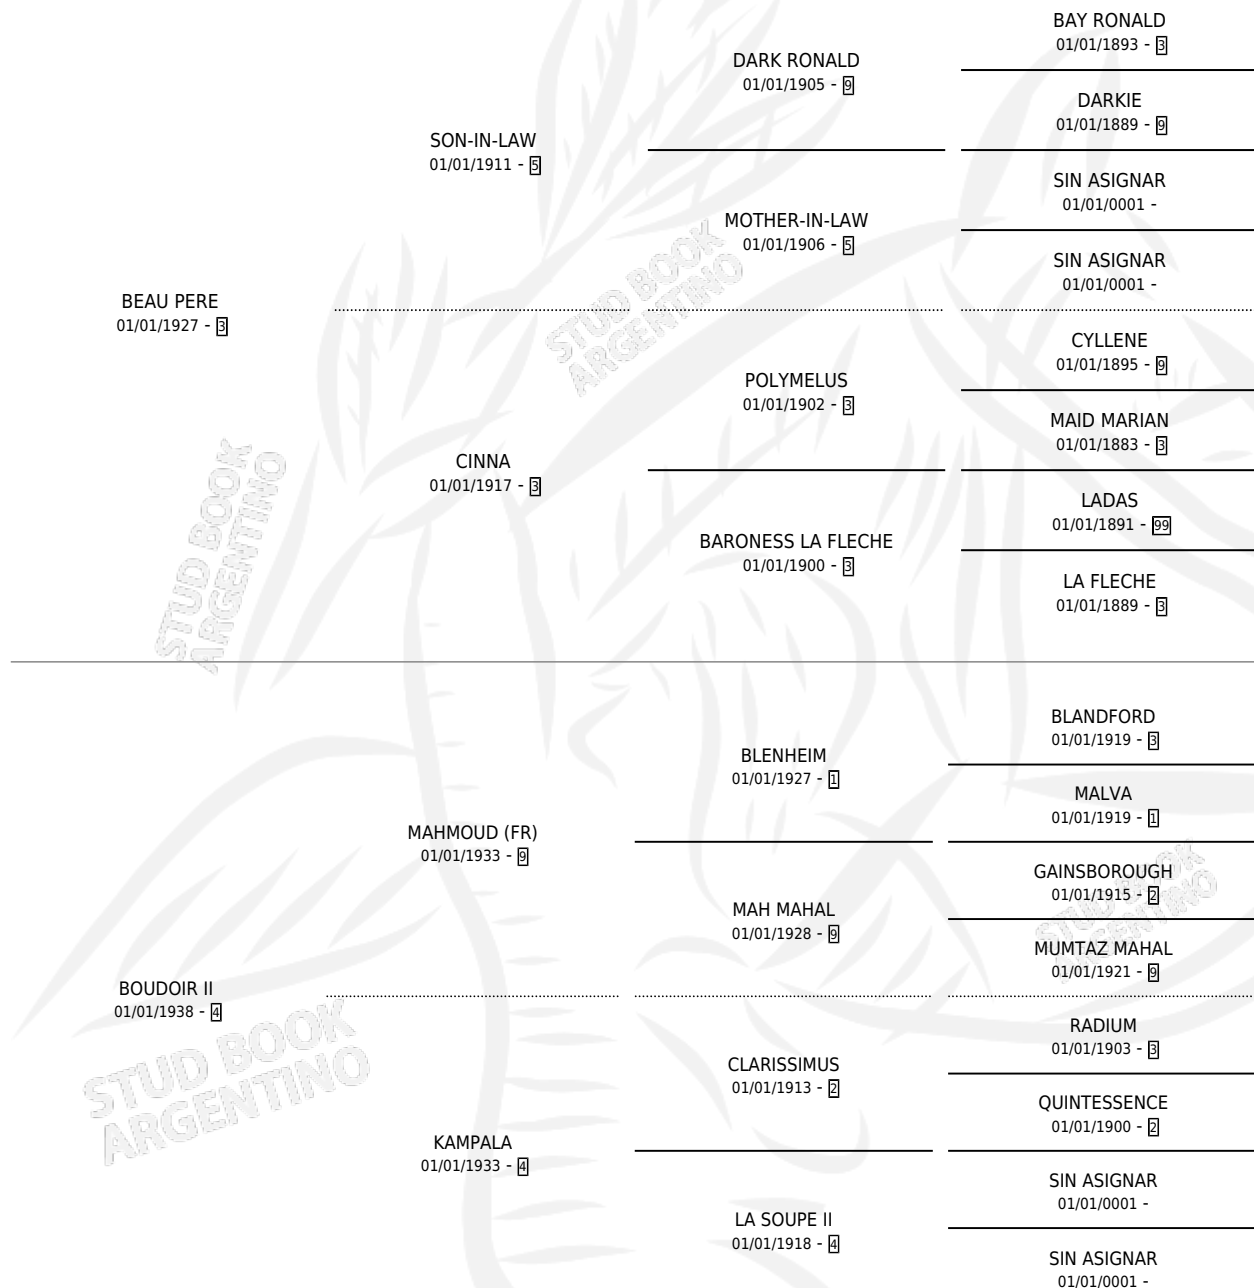 BAY RONALD
01/01/1893 - 3
DARK RONALD
01/01/1905 - 9
DARKIE
01/01/1889 - 9
SON-IN-LAW
01/01/1911 - 5
SIN ASIGNAR
01/01/0001 -
MOTHER-IN-LAW
01/01/1906 - 5
SIN ASIGNAR
01/01/0001 -
BEAU PERE
01/01/1927 - 3
CYLLENE
01/01/1895 - 9
POLYMELUS
01/01/1902 - 3
MAID MARIAN
01/01/1883 - 3
CINNA
01/01/1917 - 3
LADAS
01/01/1891 - 99
BARONESS LA FLECHE
01/01/1900 - 3
LA FLECHE
01/01/1889 - 3
BLANDFORD
01/01/1919 - 3
BLENHEIM
01/01/1927 - 1
MALVA
01/01/1919 - 1
MAHMOUD (FR)
01/01/1933 - 9
GAINSBOROUGH
01/01/1915 - 2
MAH MAHAL
01/01/1928 - 9
MUMTAZ MAHAL
01/01/1921 - 9
BOUDOIR II
01/01/1938 - 4
RADIUM
01/01/1903 - 3
CLARISSIMUS
01/01/1913 - 2
QUINTESSENCE
01/01/1900 - 2
KAMPALA
01/01/1933 - 4
SIN ASIGNAR
01/01/0001 -
LA SOUPE II
01/01/1918 - 4
SIN ASIGNAR
01/01/0001 -
STUD BOOK
ARGENTINO
STUD BOOK
ARGENTINO
STUD BOOK
ARGENTINO
STUD BOOK
ARGENTINO